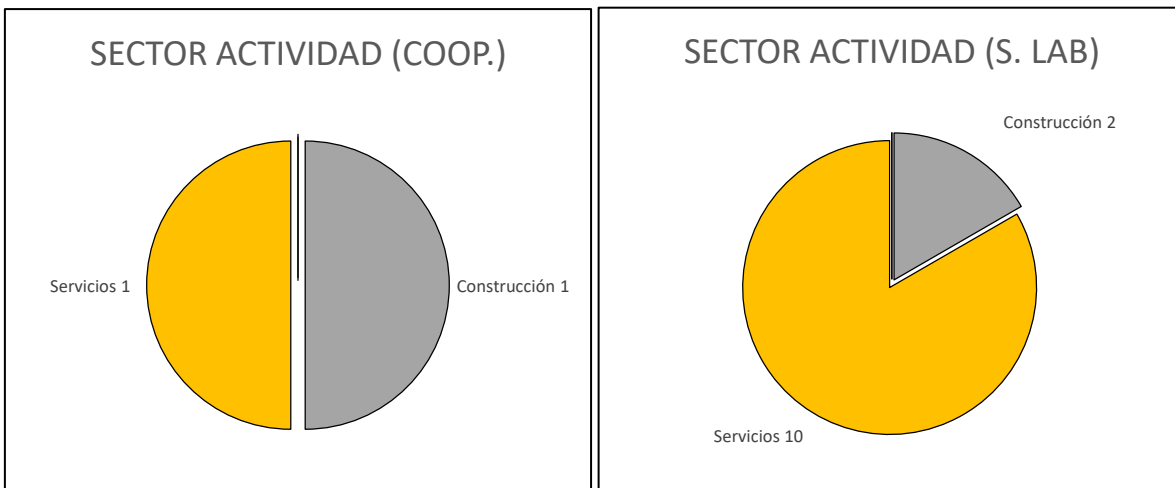 SECTOR ACTIVIDAD (COOP.)
Servicios 1
Construcción 1
SECTOR ACTIVIDAD (S. LAB)
Construcción 2
Servicios 10